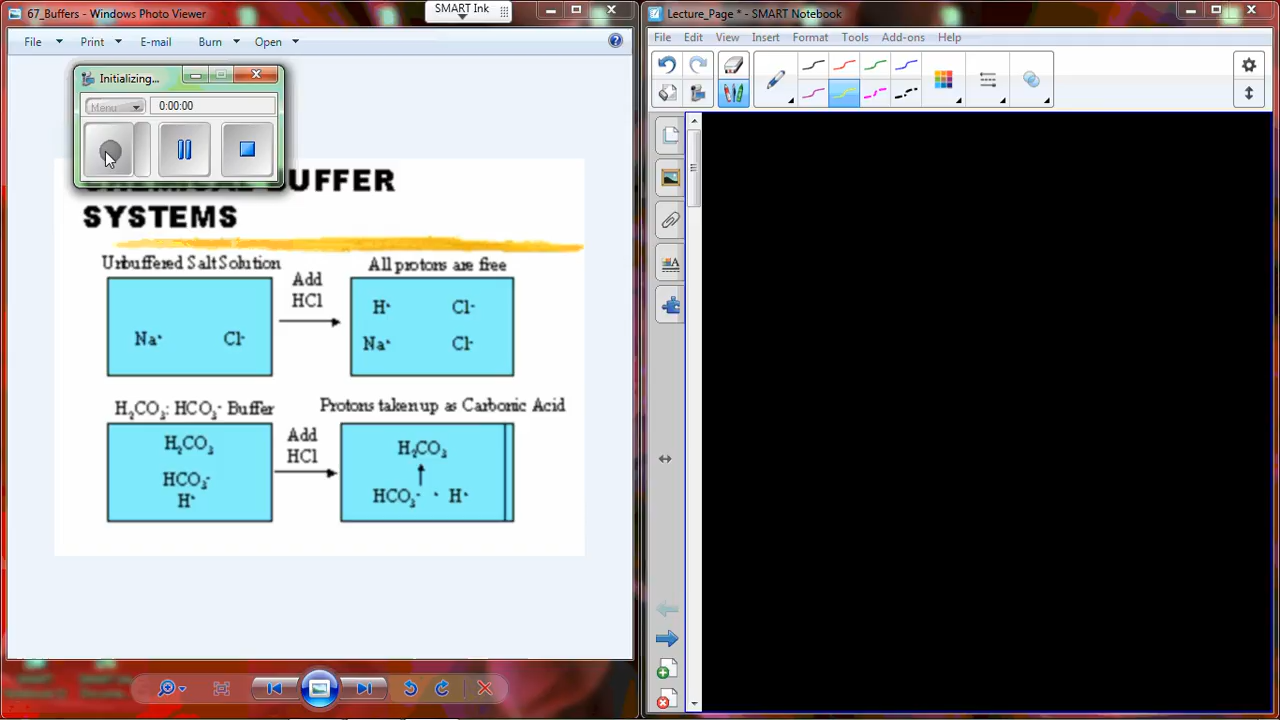 67_Buffers - Windows Photo Viewer
SMART Ink
File Print E-mail Burn Open
Initializing...
Menu
0:00:00
BUFFER
SYSTEMS
Unbuffered Salt Solution
Add
HCl
All protons are free
Na⁺ Cl⁻
H⁺ Cl⁻
Na⁺ Cl⁻
H₂CO₃: HCO₃⁻ Buffer
Add
HCl
Protons taken up as Carbonic Acid
H₂CO₃
HCO₃⁻
H⁺
H₂CO₃
HCO₃⁻ + H⁺
Lecture_Page * - SMART Notebook
File Edit View Insert Format Tools Add-ons Help